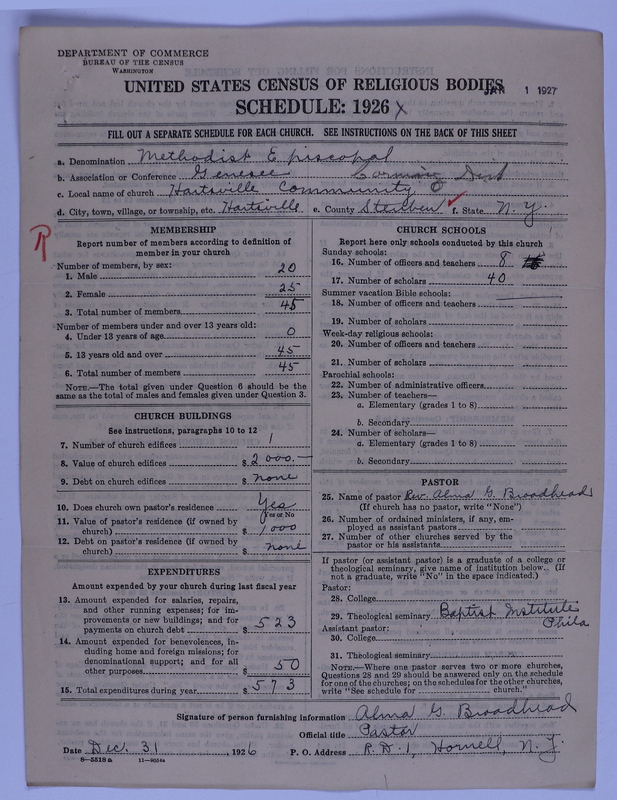 DEPARTMENT OF COMMERCE
BUREAU OF THE CENSUS
WASHINGTON
UNITED STATES CENSUS OF RELIGIOUS BODIES
JAN 1 1927
SCHEDULE: 1926
FILL OUT A SEPARATE SCHEDULE FOR EACH CHURCH. SEE INSTRUCTIONS ON THE BACK OF THIS SHEET
a. Denomination Methodist Episcopal
b. Association or Conference Genesee Corning Dist
c. Local name of church Hartsville Community
d. City, town, village, or township, etc. Hartsville e. County Steuben f. State N. Y.
R
MEMBERSHIP
Report number of members according to definition of
member in your church
Number of members, by sex:
1. Male 20
2. Female 25
3. Total number of members 45
Number of members under and over 13 years old:
4. Under 13 years of age 0
5. 13 years old and over 45
6. Total number of members 45
NOTE.—The total given under Question 6 should be the
same as the total of males and females given under Question 3.
CHURCH BUILDINGS
See instructions, paragraphs 10 to 12
7. Number of church edifices 1
8. Value of church edifices $ 2000.—
9. Debt on church edifices $ none
10. Does church own pastor's residence? Yes
Yes or No
11. Value of pastor's residence (if owned by
church) $ 1000
12. Debt on pastor's residence (if owned by
church) $ none
EXPENDITURES
Amount expended by your church during last fiscal year
13. Amount expended for salaries, repairs,
and other running expenses; for im-
provements or new buildings; and for
payments on church debt $ 523
14. Amount expended for benevolences, in-
cluding home and foreign missions; for
denominational support; and for all
other purposes $ 50
15. Total expenditures during year $ 573
CHURCH SCHOOLS
Report here only schools conducted by this church
Sunday schools:
16. Number of officers and teachers 8
17. Number of scholars 40
Summer vacation Bible schools:
18. Number of officers and teachers
19. Number of scholars
Week-day religious schools:
20. Number of officers and teachers
21. Number of scholars
Parochial schools:
22. Number of administrative officers
23. Number of teachers—
a. Elementary (grades 1 to 8)
b. Secondary
24. Number of scholars—
a. Elementary (grades 1 to 8)
b. Secondary
PASTOR
25. Name of pastor Rev. Alma G. Broadhead
(If church has no pastor, write "None")
26. Number of ordained ministers, if any, em-
ployed as assistant pastors
27. Number of other churches served by the
pastor or his assistants
If pastor (or assistant pastor) is a graduate of a college or
theological seminary, give name of institution below. (If
not a graduate, write "No" in the space indicated.)
Pastor:
28. College
29. Theological seminary Baptist Institute
Phila
Assistant pastor:
30. College
31. Theological seminary
NOTE.—Where one pastor serves two or more churches,
Questions 28 and 29 should be answered only on the schedule
for one of the churches; on the schedules for the other churches,
write "See schedule for church."
Signature of person furnishing information Alma G. Broadhead
Official title Pastor
Date Dec. 31, 1926 P. O. Address R. D. 1, Hornell, N. Y.
8—5518a 11—9054a